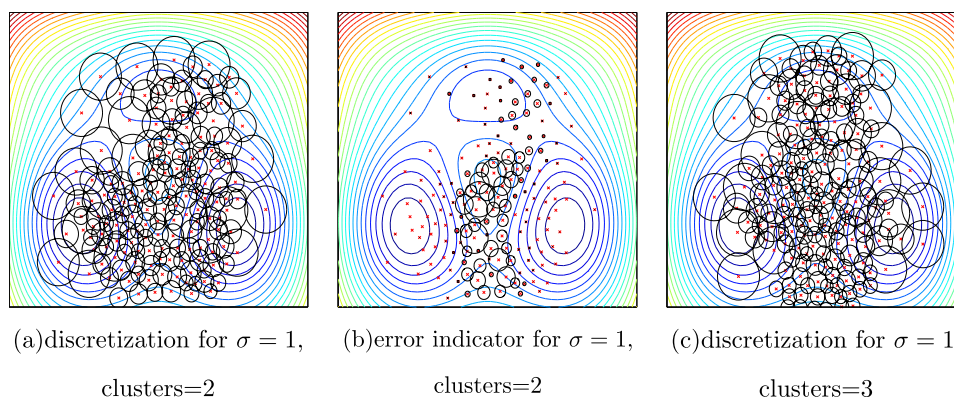 (a)discretization for σ = 1,
clusters=2
(b)error indicator for σ = 1,
clusters=2
(c)discretization for σ = 1
clusters=3